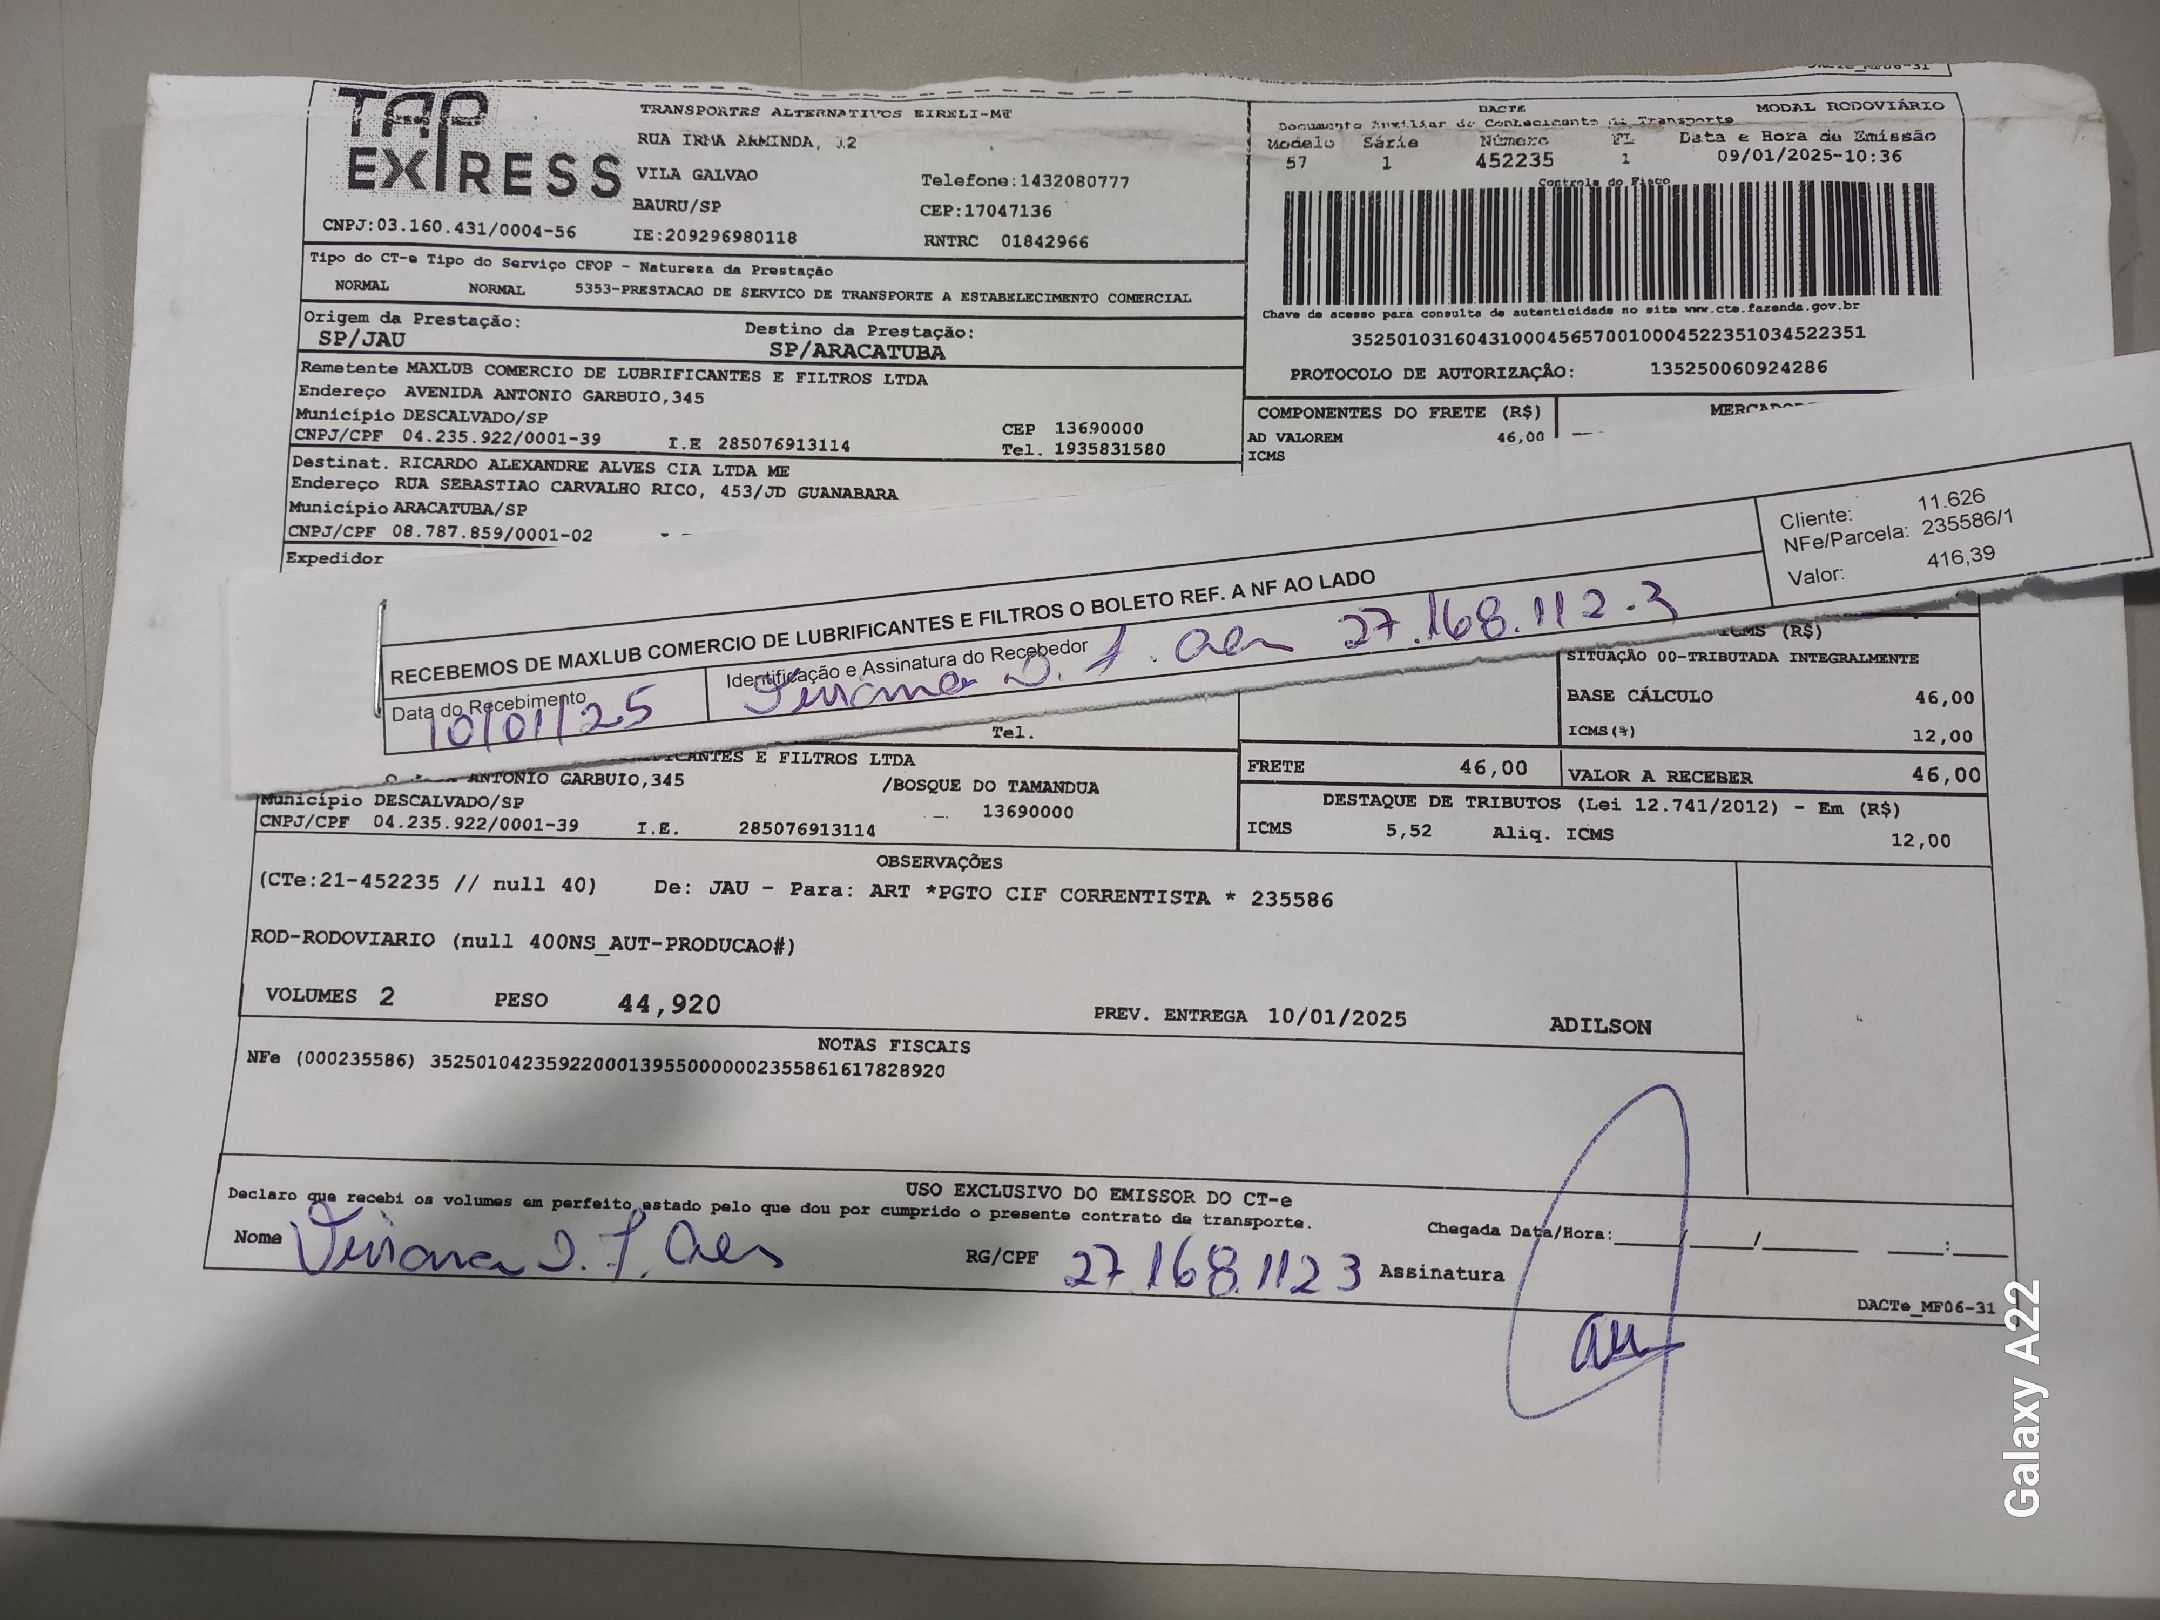 TAP
EXPRESS
TRANSPORTES ALTERNATIVOS EIRELI-ME
RUA IRMA ARMINDA,
VILA GALVAO
Telefone:1432080777
BAURU/SP
CEP:17047136
CNPJ:03.160.431/0004-56
IE:209296980118
RNTRC 01842966
DACTE
MODAL RODOVIÁRIO
Documento Auxiliar do Conhecimento de Transporte
Modelo Série Número FL Data e Hora de Emissão
57 1 452235 1 09/01/2025-10:36
Controle do Fisco
Chave de acesso para consulta de autenticidade no site www.cte.fazenda.gov.br
35250103160431000456570010004522351034522351
PROTOCOLO DE AUTORIZAÇÃO: 135250060924286
Tipo do CT-e Tipo do Serviço CFOP - Natureza da Prestação
NORMAL NORMAL 5353-PRESTACAO DE SERVICO DE TRANSPORTE A ESTABELECIMENTO COMERCIAL
Origem da Prestação: Destino da Prestação:
SP/JAU SP/ARACATUBA
Remetente MAXLUB COMERCIO DE LUBRIFICANTES E FILTROS LTDA
Endereço AVENIDA ANTONIO GARBUIO,345
Município DESCALVADO/SP CEP 13690000
CNPJ/CPF 04.235.922/0001-39 I.E 285076913114 Tel. 1935831580
COMPONENTES DO FRETE (R$)
AD VALOREM 46,00
ICMS
Destinat. RICARDO ALEXANDRE ALVES CIA LTDA ME
Endereço RUA SEBASTIAO CARVALHO RICO, 453/JD GUANABARA
Município ARACATUBA/SP
CNPJ/CPF 08.787.859/0001-02
Expedidor
RECEBEMOS DE MAXLUB COMERCIO DE LUBRIFICANTES E FILTROS O BOLETO REF. A NF AO LADO
Data do Recebimento
10/01/25
Identificação e Assinatura do Recebedor
27.168.112-3
Cliente: 11.626
NFe/Parcela: 235586/1
Valor: 416,39
ICMS (R$)
SITUAÇÃO 00-TRIBUTADA INTEGRALMENTE
BASE CÁLCULO 46,00
ICMS(%) 12,00
Tel.
E FILTROS LTDA
ANTONIO GARBUIO,345 /BOSQUE DO TAMANDUA
Município DESCALVADO/SP 13690000
CNPJ/CPF 04.235.922/0001-39 I.E. 285076913114
FRETE 46,00 VALOR A RECEBER 46,00
DESTAQUE DE TRIBUTOS (Lei 12.741/2012) - Em (R$)
ICMS 5,52 Aliq. ICMS 12,00
OBSERVAÇÕES
(CTe:21-452235 // null 40) De: JAU - Para: ART *PGTO CIF CORRENTISTA * 235586
ROD-RODOVIARIO (null 400NS_AUT-PRODUCAO#)
VOLUMES 2 PESO 44,920 PREV. ENTREGA 10/01/2025 ADILSON
NOTAS FISCAIS
NFe (000235586) 35250104235922000139550000002355861617828920
USO EXCLUSIVO DO EMISSOR DO CT-e
Declaro que recebi os volumes em perfeito estado pelo que dou por cumprido o presente contrato de transporte.
Nome RG/CPF 27 168.112 3 Assinatura
Chegada Data/Hora:____/____/____ ___:___
DACTe_MF06-31
Galaxy A22